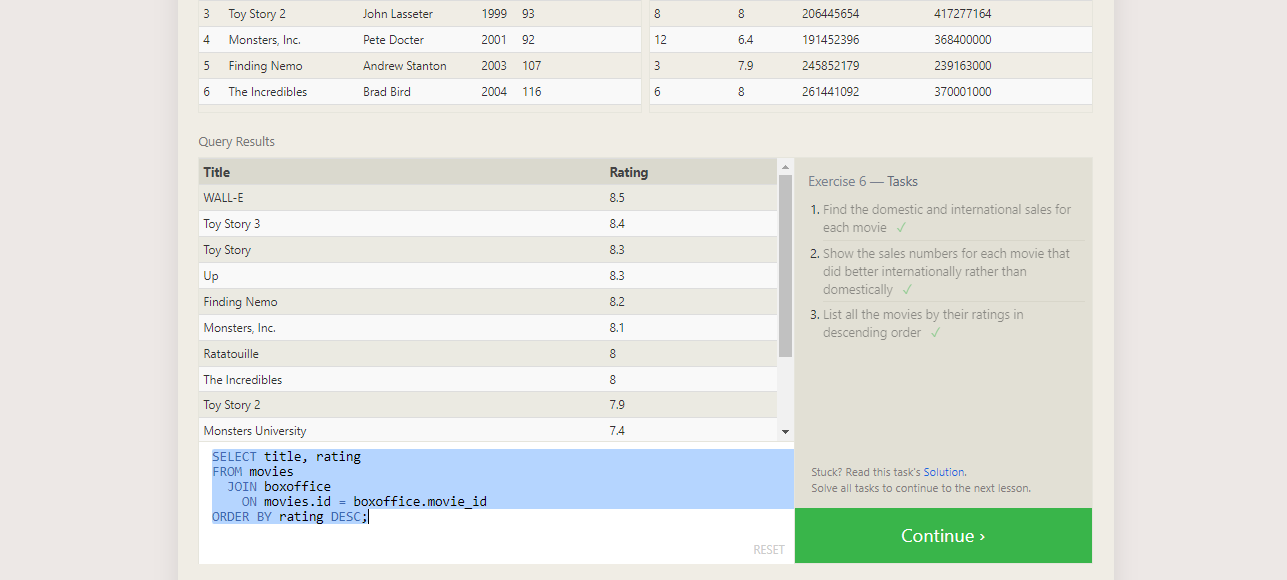 3 Toy Story 2 John Lasseter 1999 93 8 8 206445654 417277164
4 Monsters, Inc. Pete Docter 2001 92 12 6.4 191452396 368400000
5 Finding Nemo Andrew Stanton 2003 107 3 7.9 245852179 239163000
6 The Incredibles Brad Bird 2004 116 6 8 261441092 370001000
Query Results
Title Rating
WALL-E 8.5
Toy Story 3 8.4
Toy Story 8.3
Up 8.3
Finding Nemo 8.2
Monsters, Inc. 8.1
Ratatouille 8
The Incredibles 8
Toy Story 2 7.9
Monsters University 7.4
SELECT title, rating
FROM movies
JOIN boxoffice
ON movies.id = boxoffice.movie_id
ORDER BY rating DESC;
RESET
Exercise 6 — Tasks
1. Find the domestic and international sales for
each movie ✓
2. Show the sales numbers for each movie that
did better internationally rather than
domestically ✓
3. List all the movies by their ratings in
descending order ✓
Stuck? Read this task's Solution.
Solve all tasks to continue to the next lesson.
Continue ›